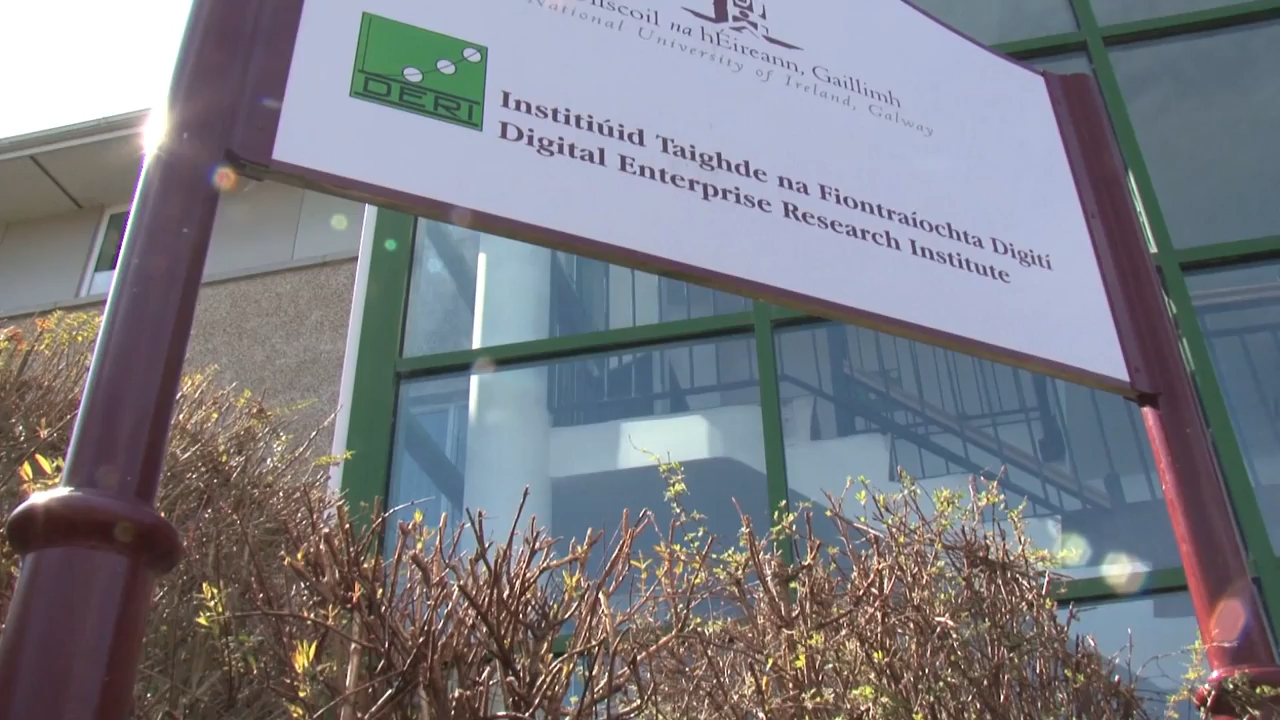 na hÉireann, Gaillimh
National University of Ireland, Galway
DERI
Institiúid Taighde na Fiontraíochta Digití
Digital Enterprise Research Institute